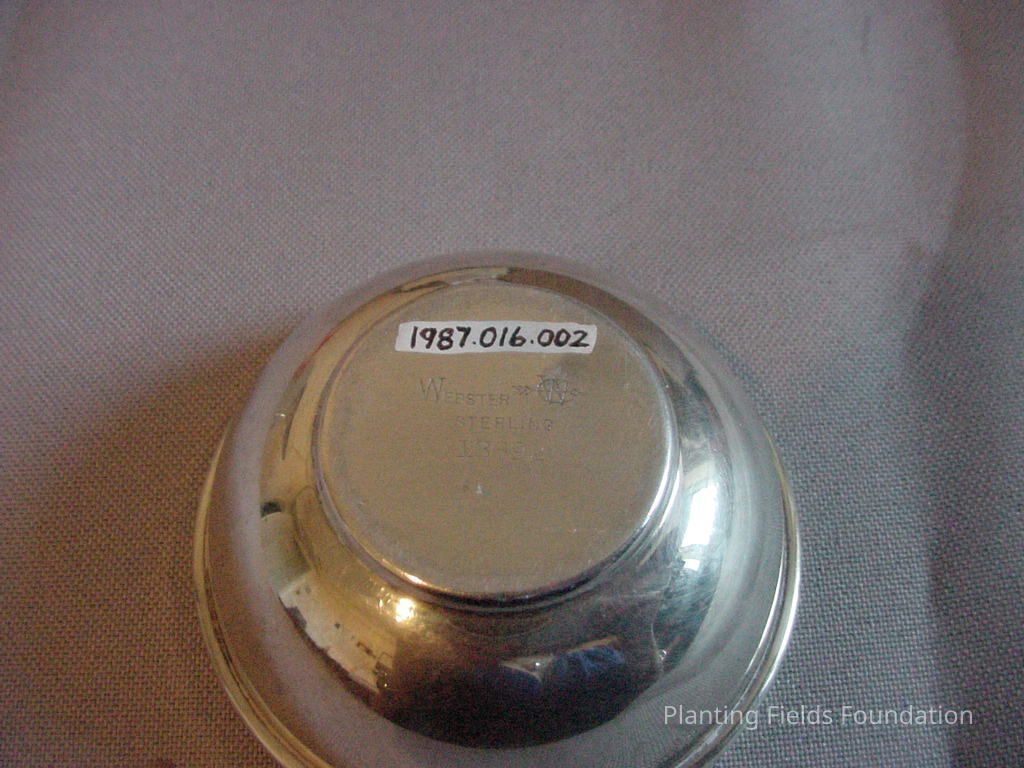 1987.016.002
WEBSTER W
STERLING
Planting Fields Foundation